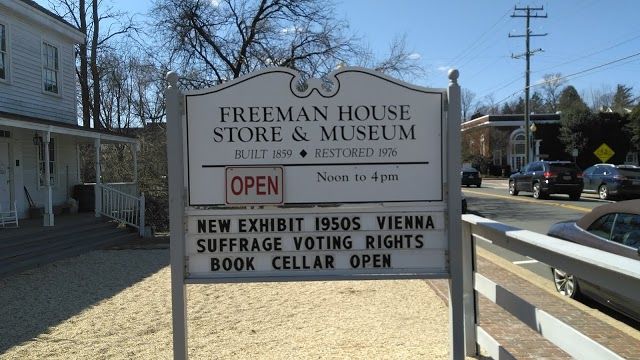 FREEMAN HOUSE
STORE & MUSEUM
BUILT 1859 ♦ RESTORED 1976
OPEN Noon to 4 pm
NEW EXHIBIT 1950S VIENNA
SUFFRAGE VOTING RIGHTS
BOOK CELLAR OPEN